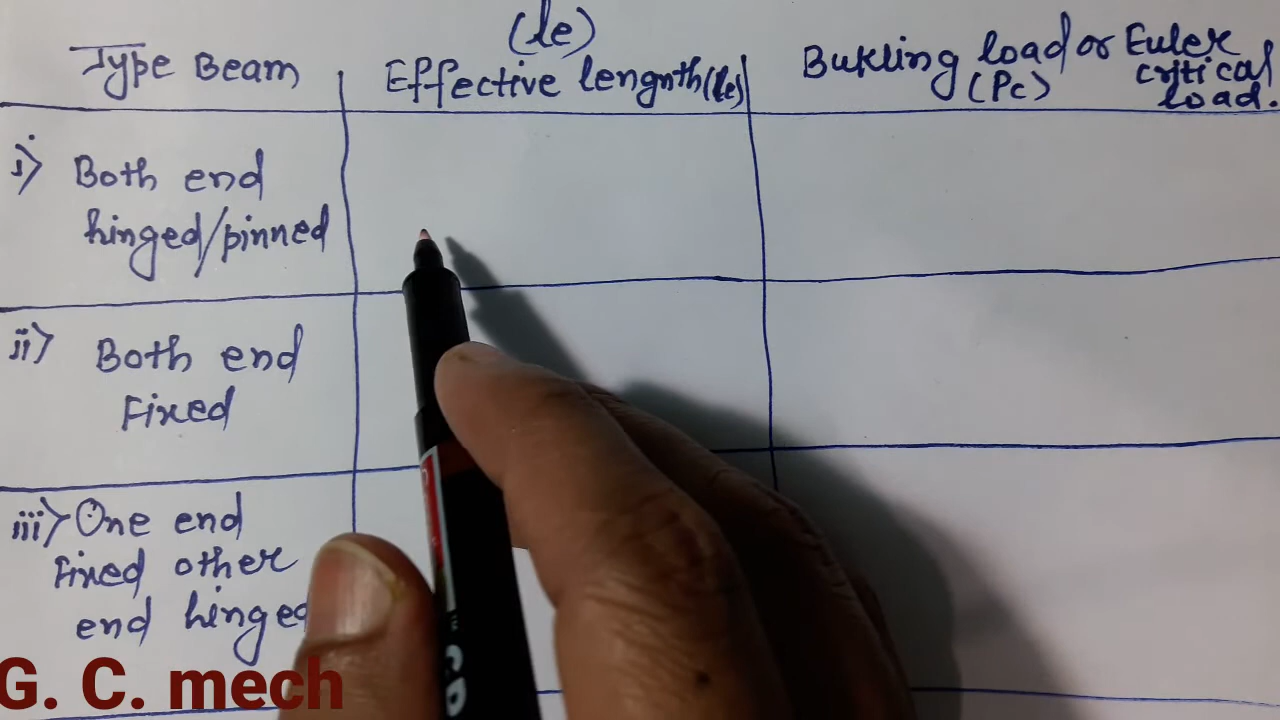 Type Beam
(le)
Effective lengnth(le)
Bukling load or Euler
critical
(Pc) load.
i) Both end
hinged/pinned
ii) Both end
Fixed
iii) One end
Fixed other
end hinged
G. C. mech